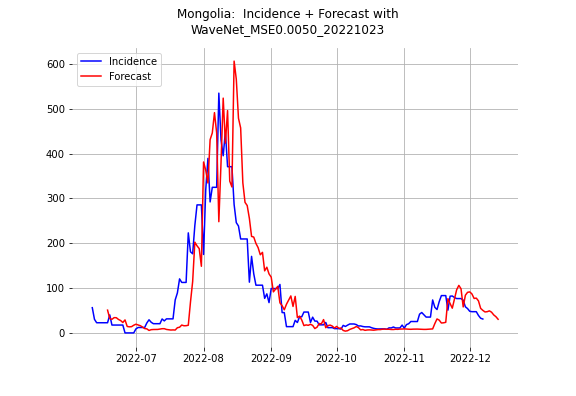 Mongolia:  Incidence + Forecast with
WaveNet_MSE0.0050_20221023
Incidence
Forecast
600
500
400
300
200
100
0
2022-07 2022-08 2022-09 2022-10 2022-11 2022-12